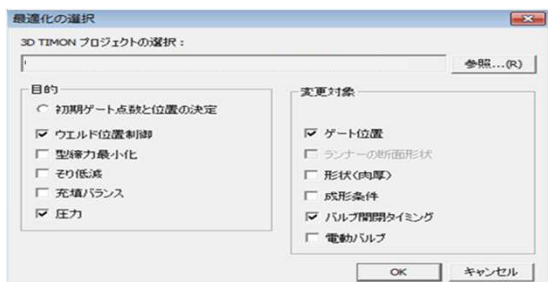 最適化の選択
3D TIMON プロジェクトの選択：
参照...(R)
目的
初期ゲート点数と位置の決定
ウエルド位置制御
型締力最小化
そり低減
充填バランス
圧力
変更対象
ゲート位置
ランナーの断面形状
形状(肉厚)
成形条件
バルブ開閉タイミング
電動バルブ
OK
キャンセル